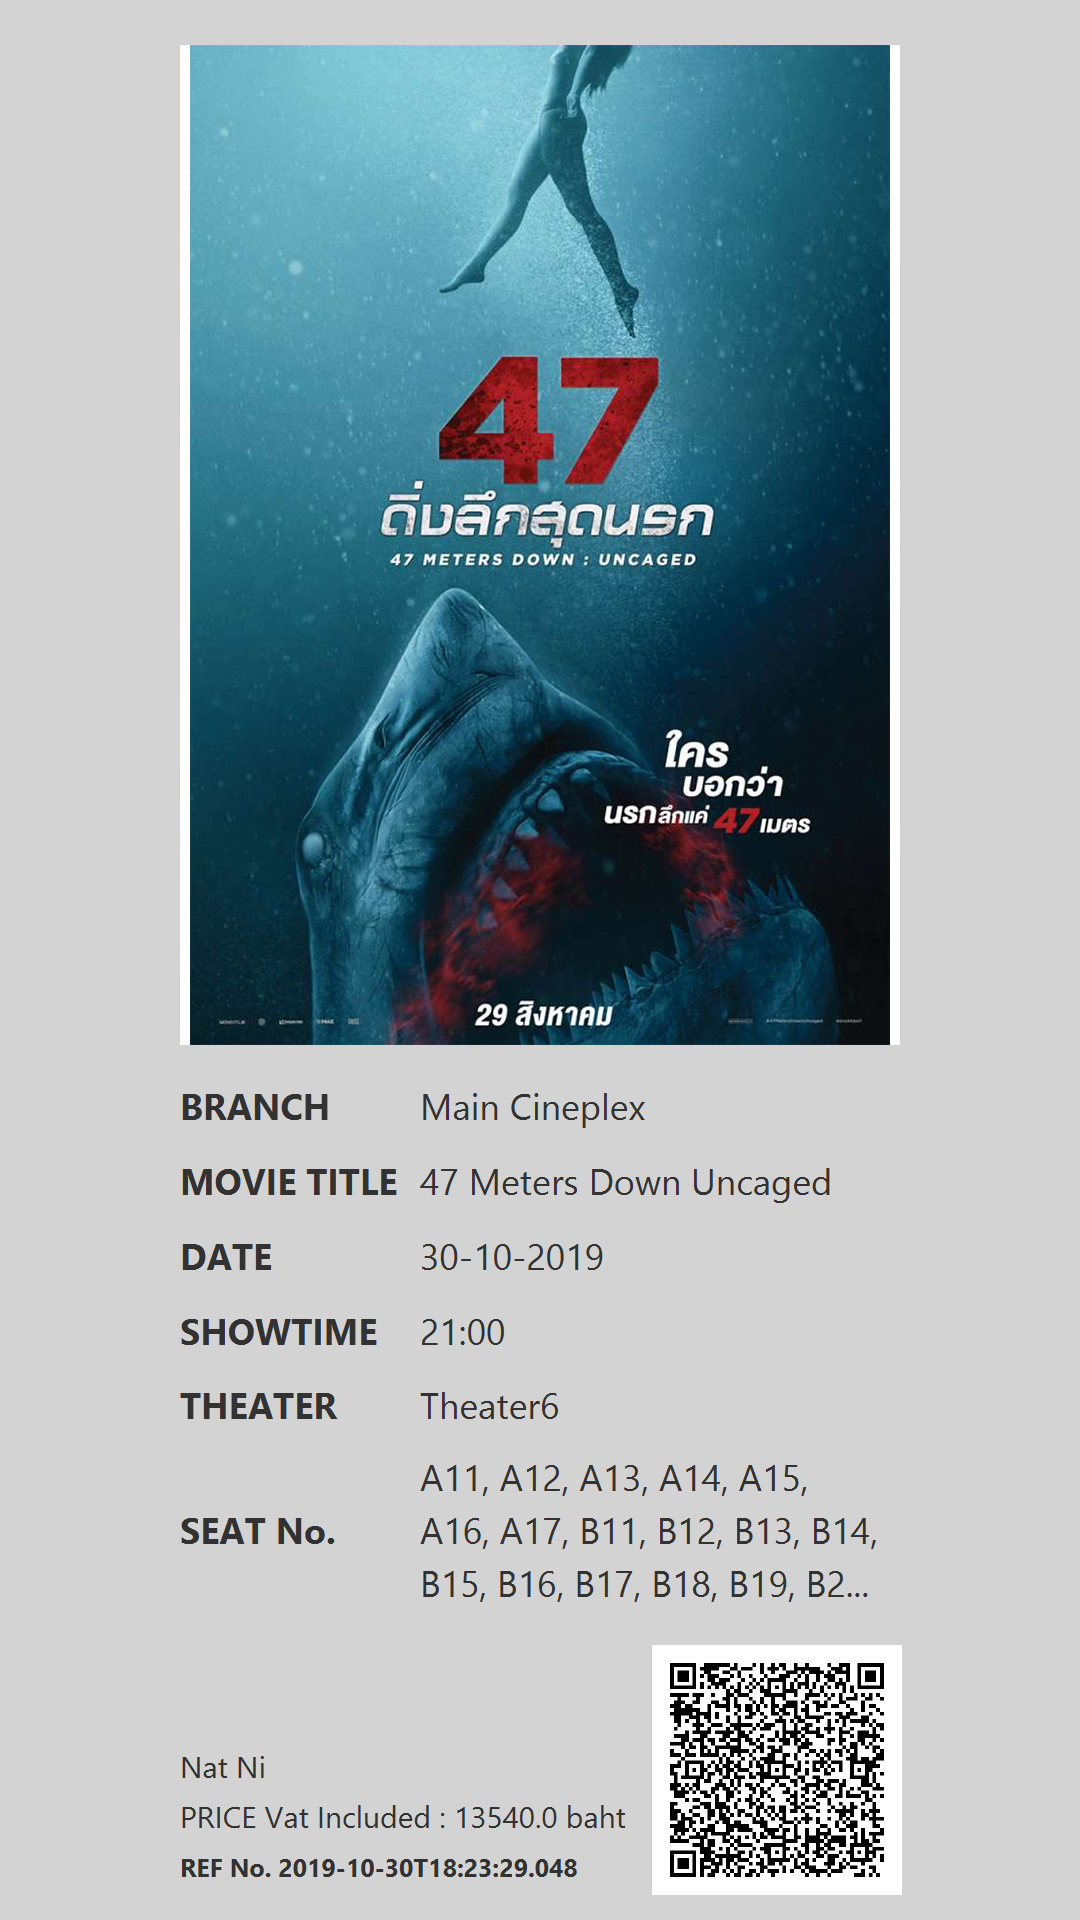 47
ดิ่งลึกสุดนรก
47 METERS DOWN : UNCAGED
ใคร
บอกว่า
นรกลึกแค่ 47 เมตร
29 สิงหาคม
BRANCH Main Cineplex
MOVIE TITLE 47 Meters Down Uncaged
DATE 30-10-2019
SHOWTIME 21:00
THEATER Theater6
SEAT No. A11, A12, A13, A14, A15,
A16, A17, B11, B12, B13, B14,
B15, B16, B17, B18, B19, B2...
Nat Ni
PRICE Vat Included : 13540.0 baht
REF No. 2019-10-30T18:23:29.048